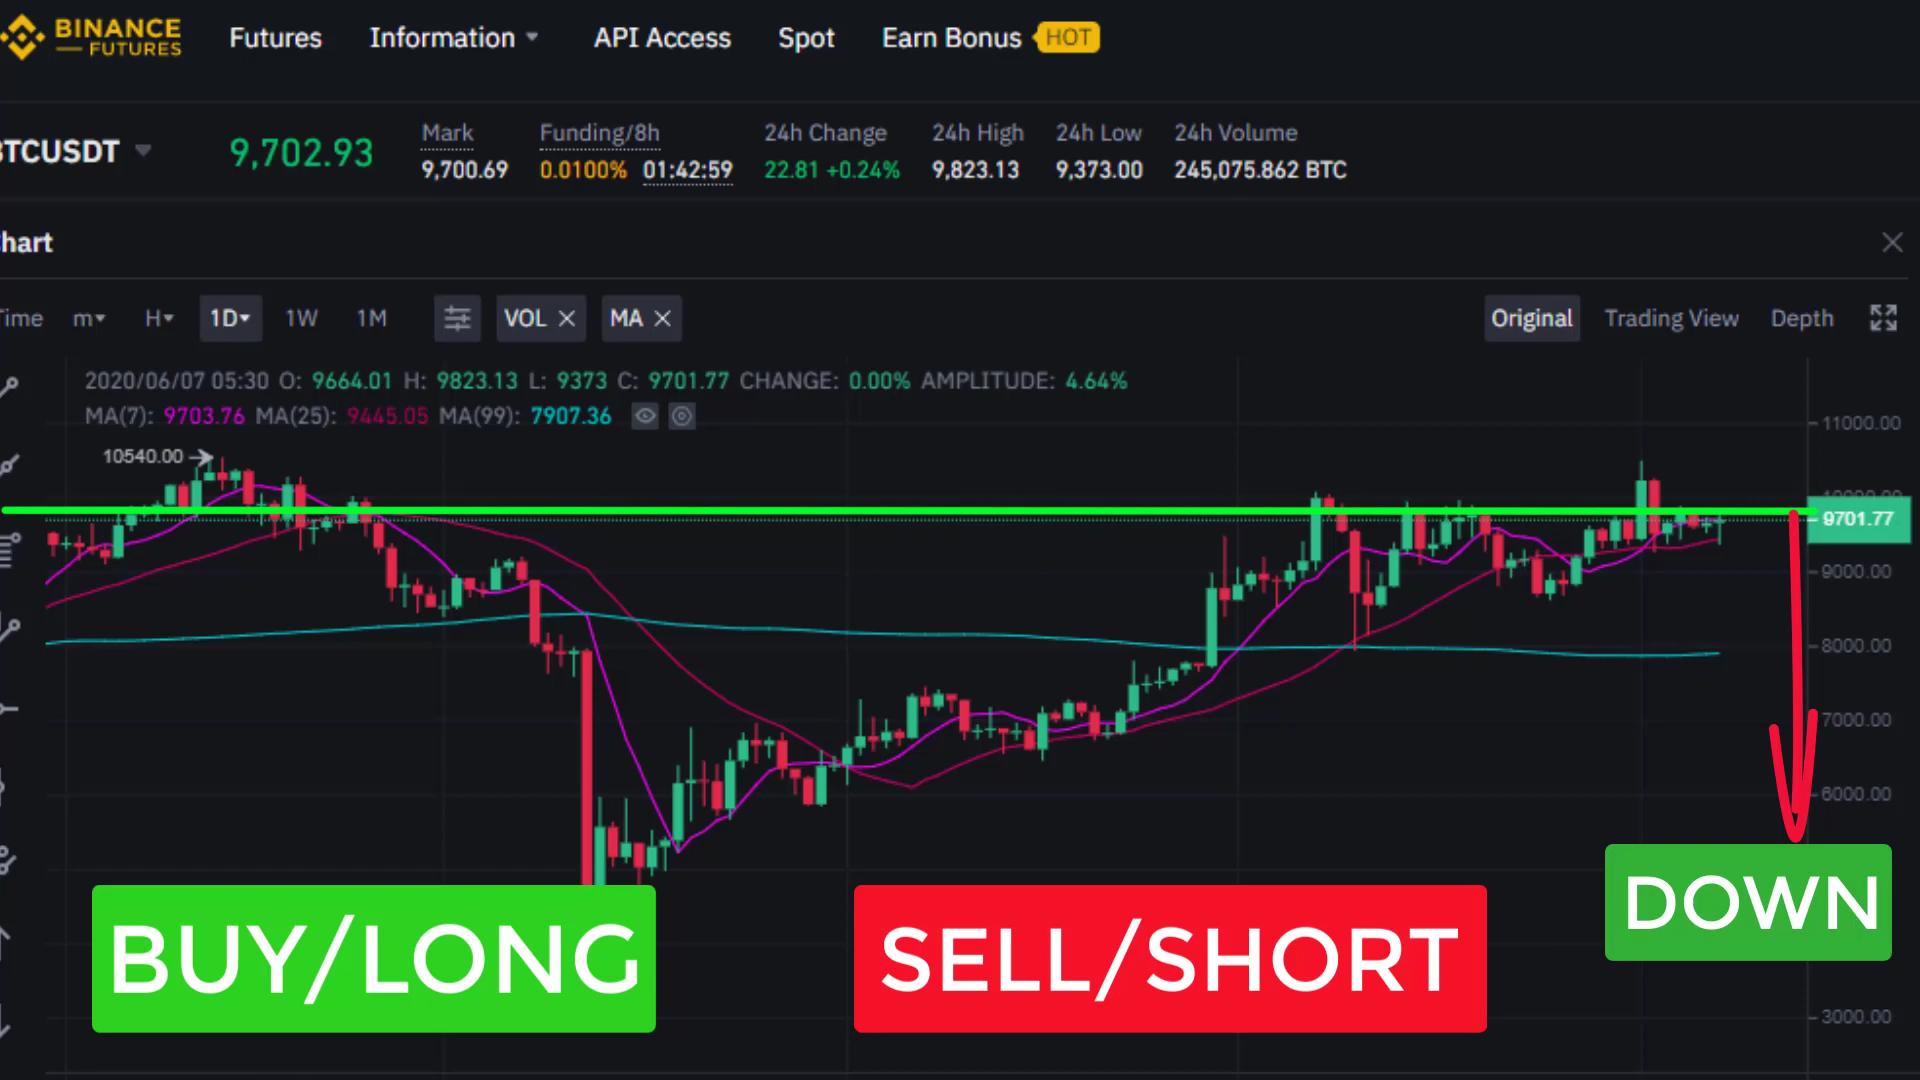 BINANCE
FUTURES
Futures Information API Access Spot Earn Bonus HOT
BTCUSDT 9,702.93
Mark Funding/8h 24h Change 24h High 24h Low 24h Volume
9,700.69 0.0100% 01:42:59 22.81 +0.24% 9,823.13 9,373.00 245,075.862 BTC
hart
Time m H 1D 1W 1M VOL MA Original Trading View Depth
2020/06/07 05:30 O: 9664.01 H: 9823.13 L: 9373 C: 9701.77 CHANGE: 0.00% AMPLITUDE: 4.64%
MA(7): 9703.76 MA(25): 9445.05 MA(99): 7907.36
11000.00
10540.00
10000.00
9701.77
9000.00
8000.00
7000.00
6000.00
DOWN
BUY/LONG SELL/SHORT
3000.00